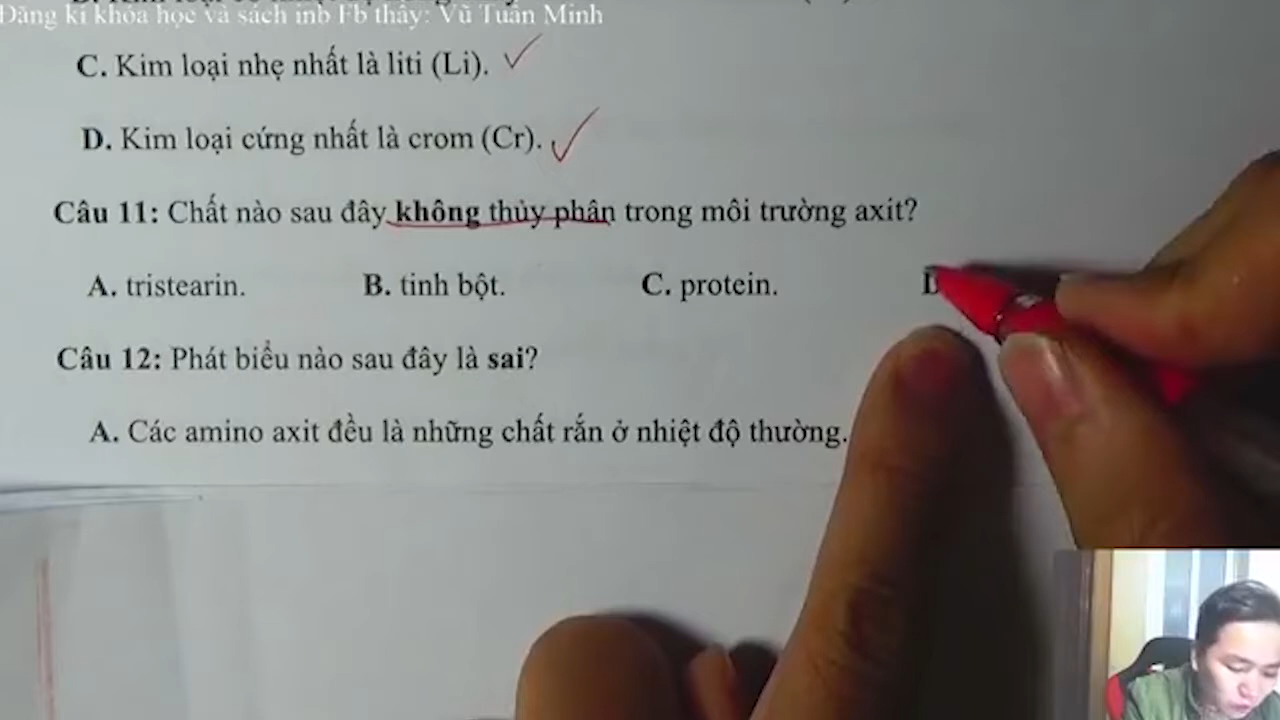 Đăng kí khóa học và sách inb Fb thầy: Vũ Tuấn Minh
C. Kim loại nhẹ nhất là liti (Li).
D. Kim loại cứng nhất là crom (Cr).
Câu 11: Chất nào sau đây không thủy phân trong môi trường axit?
A. tristearin. B. tinh bột. C. protein.
Câu 12: Phát biểu nào sau đây là sai?
A. Các amino axit đều là những chất rắn ở nhiệt độ thường.